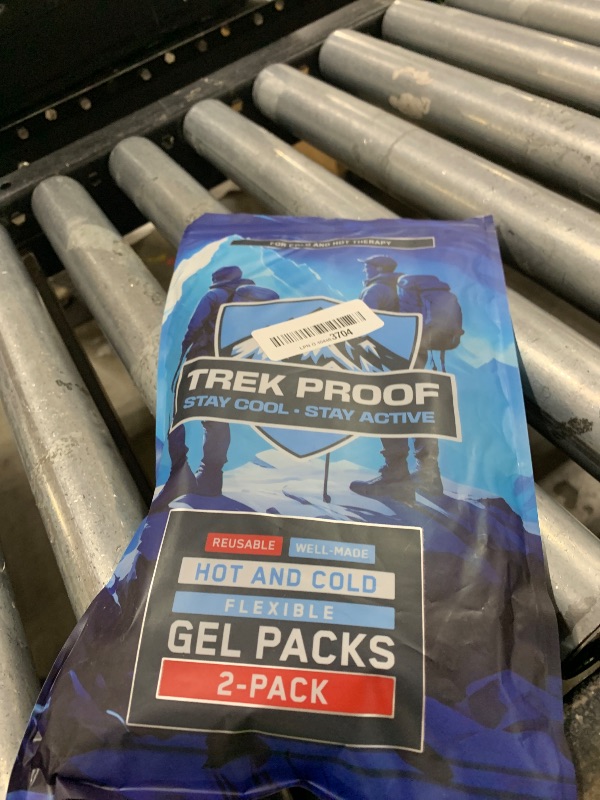 FOR COLD AND HOT THERAPY
3704
TREK PROOF
STAY COOL · STAY ACTIVE
REUSABLE
WELL-MADE
HOT AND COLD
FLEXIBLE
GEL PACKS
2-PACK